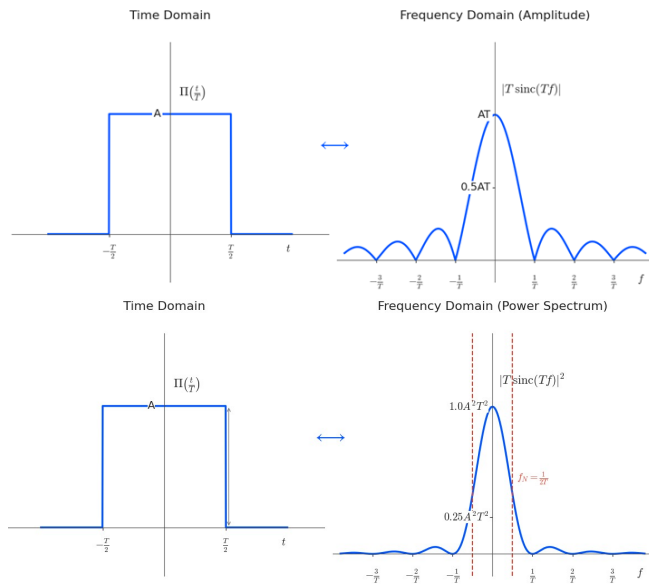 Time Domain
Frequency Domain (Amplitude)
Π(t/T)
|T sinc(Tf)|
A
AT
0.5AT
↔
−T/2
T/2
t
−3/T
−2/T
−1/T
1/T
2/T
3/T
f
Time Domain
Frequency Domain (Power Spectrum)
Π(t/T)
|T sinc(Tf)|²
A
1.0A²T²
↔
f_N = 1/2T
0.25A²T²
−T/2
T/2
t
−3/T
−2/T
−1/T
1/T
2/T
3/T
f